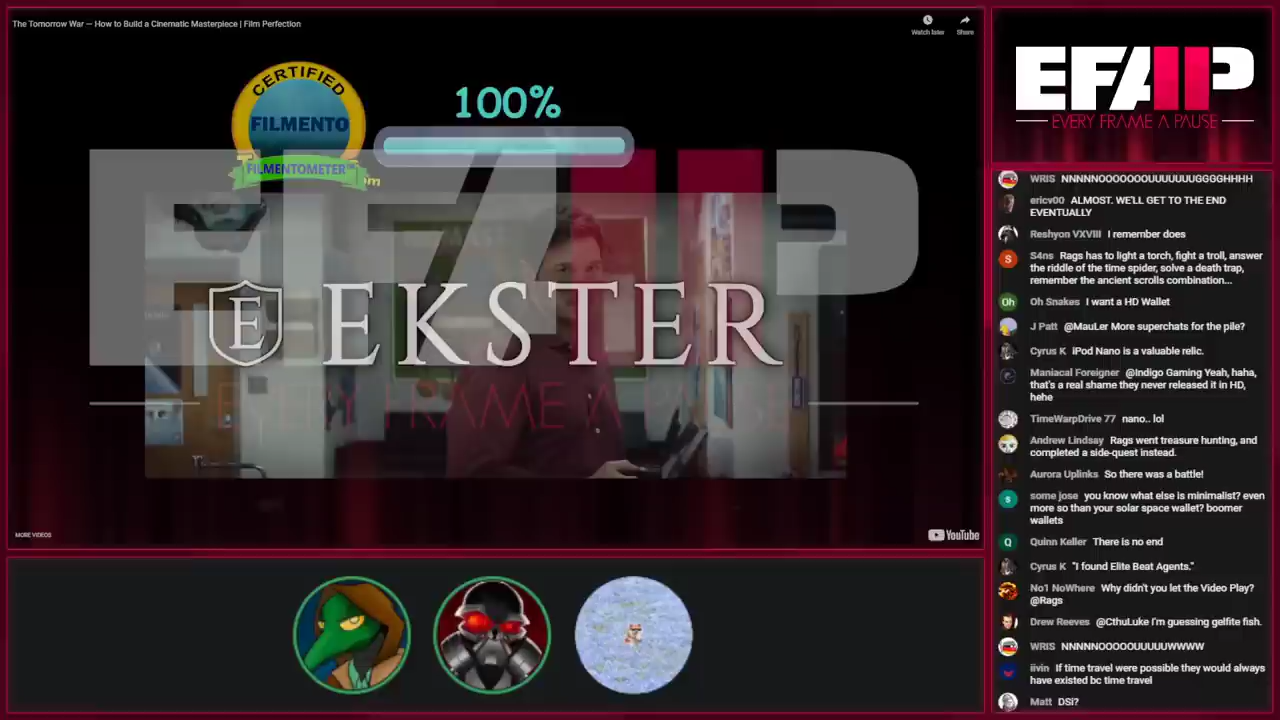 The Tomorrow War — How to Build a Cinematic Masterpiece | Film Perfection
Watch later
Share
CERTIFIED
FILMENTO
FILMENTOMETER™
100%
EFAP
EVERY FRAME A PAUSE
E EKSTER
MORE VIDEOS
YouTube
EFAP
EVERY FRAME A PAUSE
WRIS NNNNNOOOOOOOUUUUUUUGGGGHHHH
ericv00 ALMOST. WE'LL GET TO THE END
EVENTUALLY
Reshyon VXVIII I remember does
S
S4ns Rags has to light a torch, fight a troll, answer
the riddle of the time spider, solve a death trap,
remember the ancient scrolls combination...
Oh
Oh Snakes I want a HD Wallet
J Patt @MauLer More superchats for the pile?
Cyrus K iPod Nano is a valuable relic.
Maniacal Foreigner @Indigo Gaming Yeah, haha,
that's a real shame they never released it in HD,
hehe
TimeWarpDrive 77 nano.. lol
Andrew Lindsay Rags went treasure hunting, and
completed a side-quest instead.
Aurora Uplinks So there was a battle!
s
some jose you know what else is minimalist? even
more so than your solar space wallet? boomer
wallets
Q
Quinn Keller There is no end
Cyrus K "I found Elite Beat Agents."
No1 NoWhere Why didn't you let the Video Play?
@Rags
Drew Reeves @CthuLuke I'm guessing gelfite fish.
WRIS NNNNNOOOOOUUUUUWWWW
iivin If time travel were possible they would always
have existed bc time travel
Matt DSi?